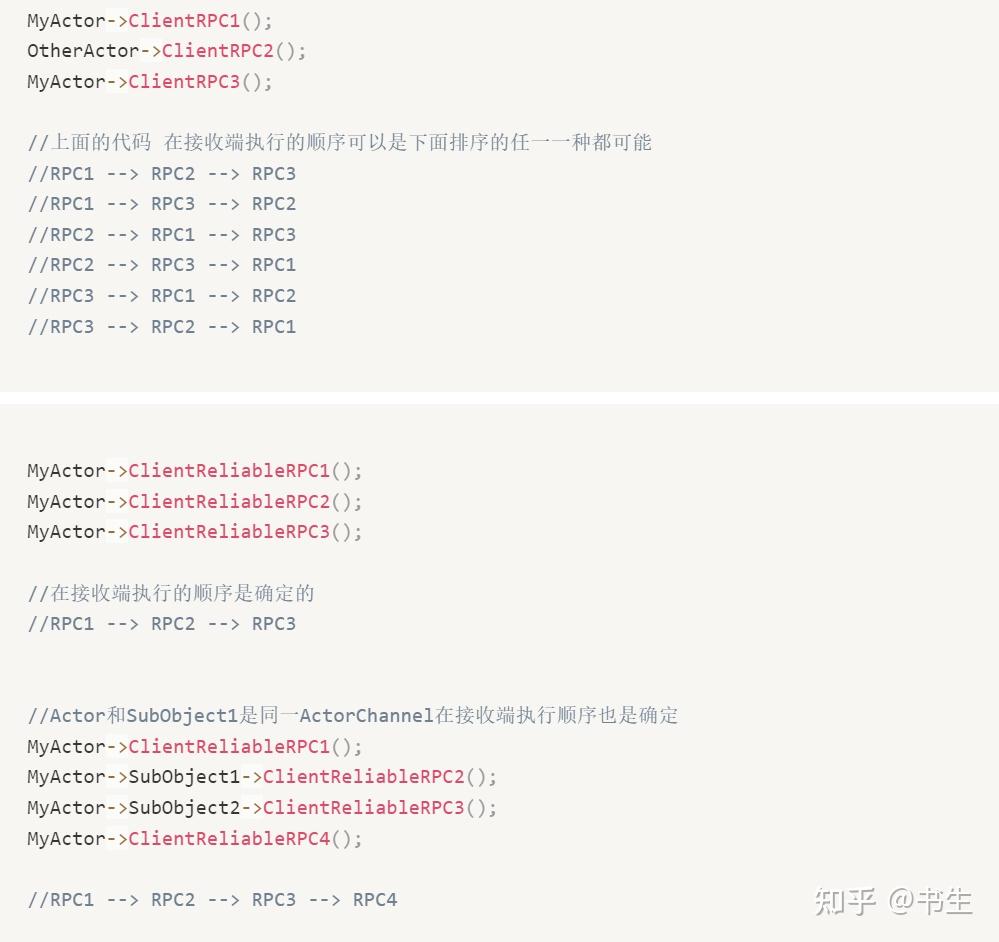 MyActor->ClientRPC1();
OtherActor->ClientRPC2();
MyActor->ClientRPC3();
//上面的代码 在接收端执行的顺序可以是下面排序的任一一种都可能
//RPC1 --> RPC2 --> RPC3
//RPC1 --> RPC3 --> RPC2
//RPC2 --> RPC1 --> RPC3
//RPC2 --> RPC3 --> RPC1
//RPC3 --> RPC1 --> RPC2
//RPC3 --> RPC2 --> RPC1
MyActor->ClientReliableRPC1();
MyActor->ClientReliableRPC2();
MyActor->ClientReliableRPC3();
//在接收端执行的顺序是确定的
//RPC1 --> RPC2 --> RPC3
//Actor和SubObject1是同一ActorChannel在接收端执行顺序也是确定
MyActor->ClientReliableRPC1();
MyActor->SubObject1->ClientReliableRPC2();
MyActor->SubObject2->ClientReliableRPC3();
MyActor->ClientReliableRPC4();
//RPC1 --> RPC2 --> RPC3 --> RPC4
知乎 @书生